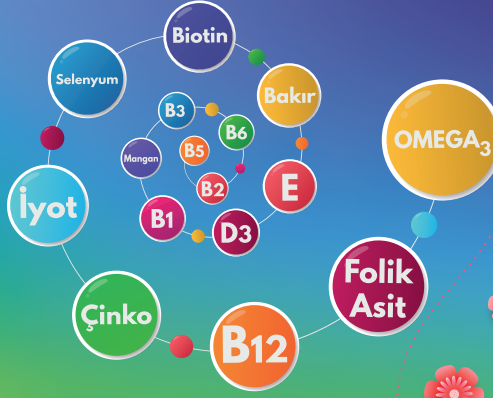 Biotin
Selenyum
Bakır
B3
B6
OMEGA3
B5
Mangan
B2
E
İyot
B1
D3
Folik
Asit
Çinko
B12